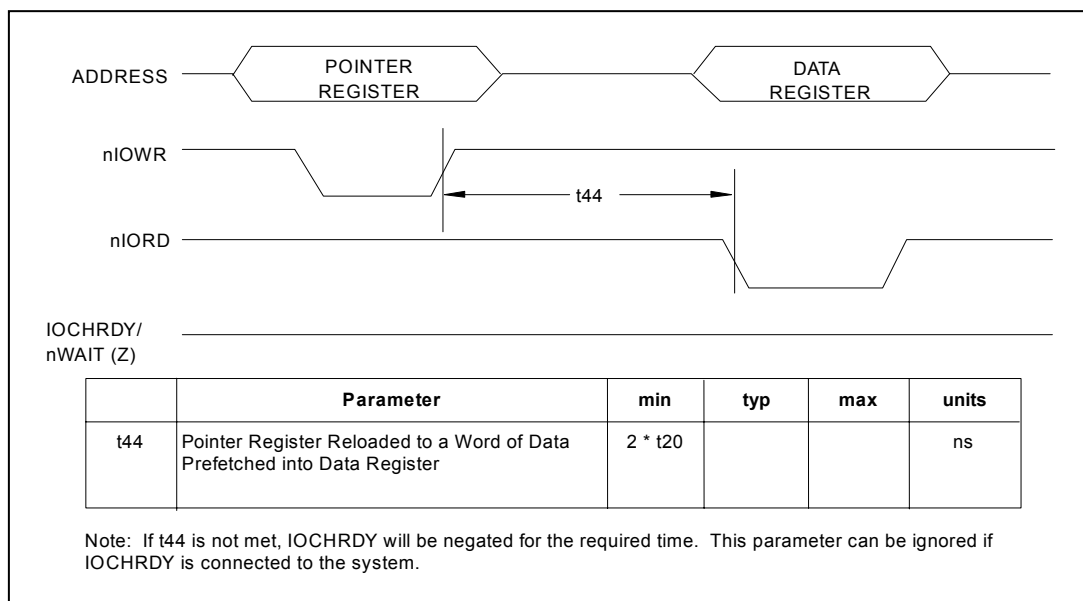 ADDRESS
POINTER
REGISTER
DATA
REGISTER
nIOWR
t44
nIORD
IOCHRDY/
nWAIT (Z)
Parameter min typ max units
t44 Pointer Register Reloaded to a Word of Data 2 * t20 ns
Prefetched into Data Register
Note: If t44 is not met, IOCHRDY will be negated for the required time. This parameter can be ignored if
IOCHRDY is connected to the system.